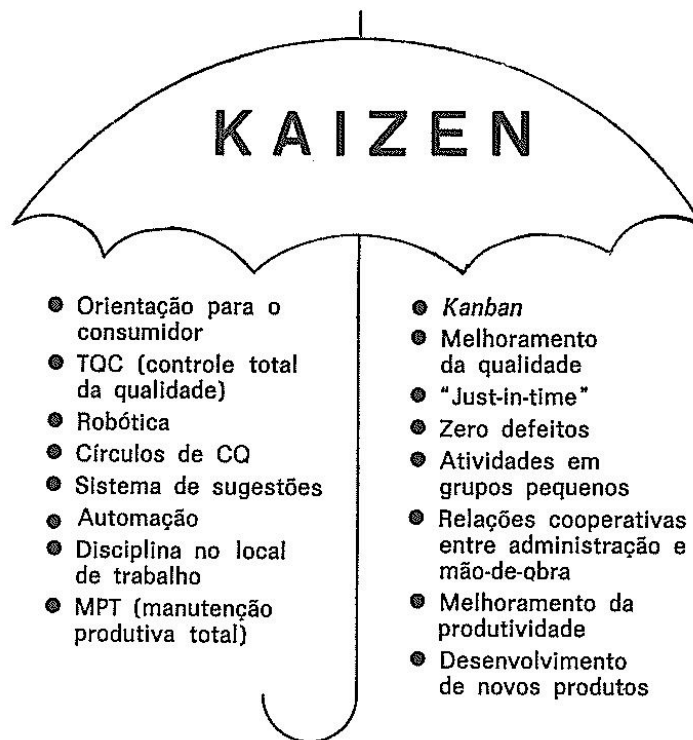 KAIZEN
● Orientação para o
consumidor
● TQC (controle total
da qualidade)
● Robótica
● Círculos de CQ
● Sistema de sugestões
● Automação
● Disciplina no local
de trabalho
● MPT (manutenção
produtiva total)
● Kanban
● Melhoramento
da qualidade
● "Just-in-time"
● Zero defeitos
● Atividades em
grupos pequenos
● Relações cooperativas
entre administração e
mão-de-obra
● Melhoramento da
produtividade
● Desenvolvimento
de novos produtos